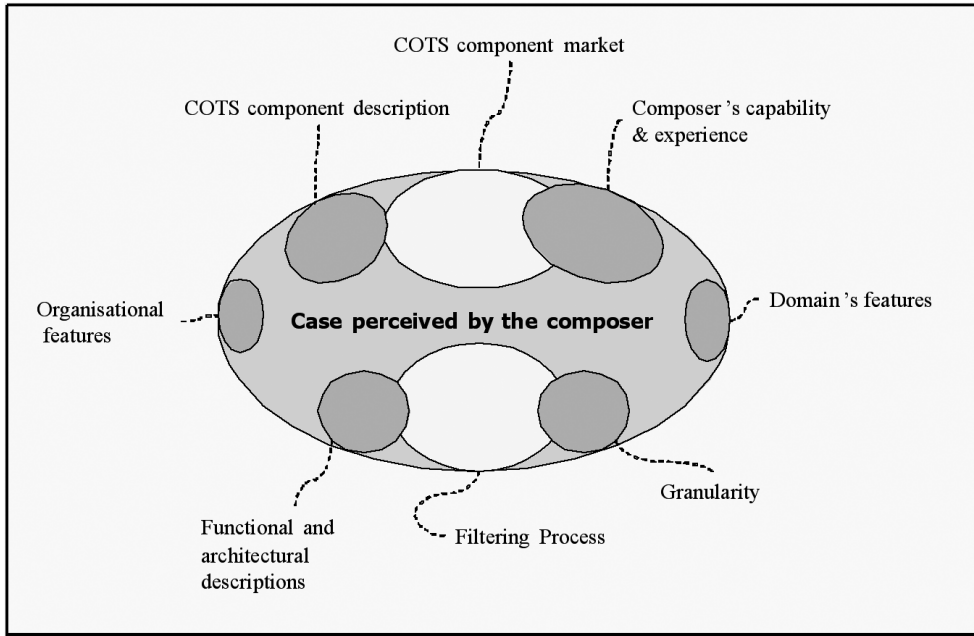 COTS component market
COTS component description
Composer's capability
& experience
Organisational
features
Case perceived by the composer
Domain's features
Granularity
Functional and
architectural
descriptions
Filtering Process